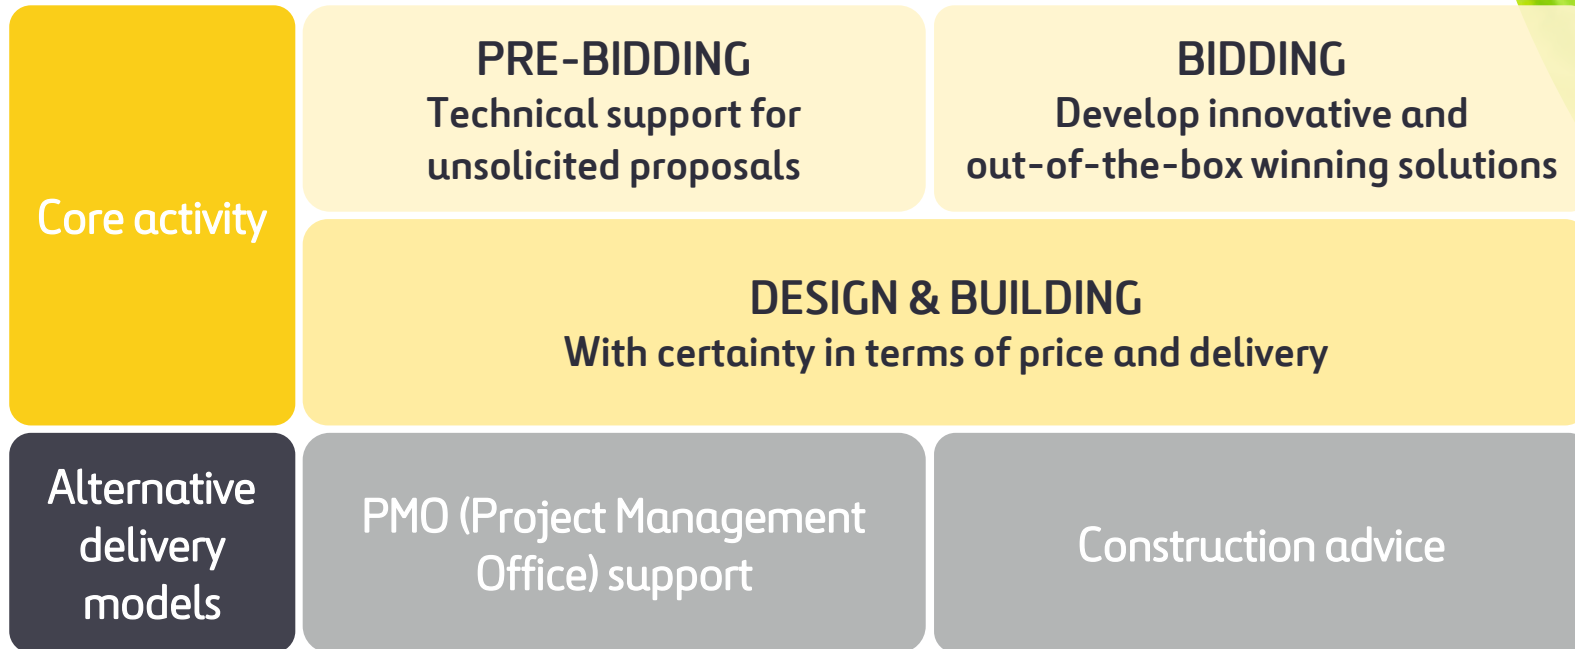 Core activity
PRE-BIDDING
Technical support for
unsolicited proposals
BIDDING
Develop innovative and
out-of-the-box winning solutions
DESIGN & BUILDING
With certainty in terms of price and delivery
Alternative
delivery
models
PMO (Project Management
Office) support
Construction advice